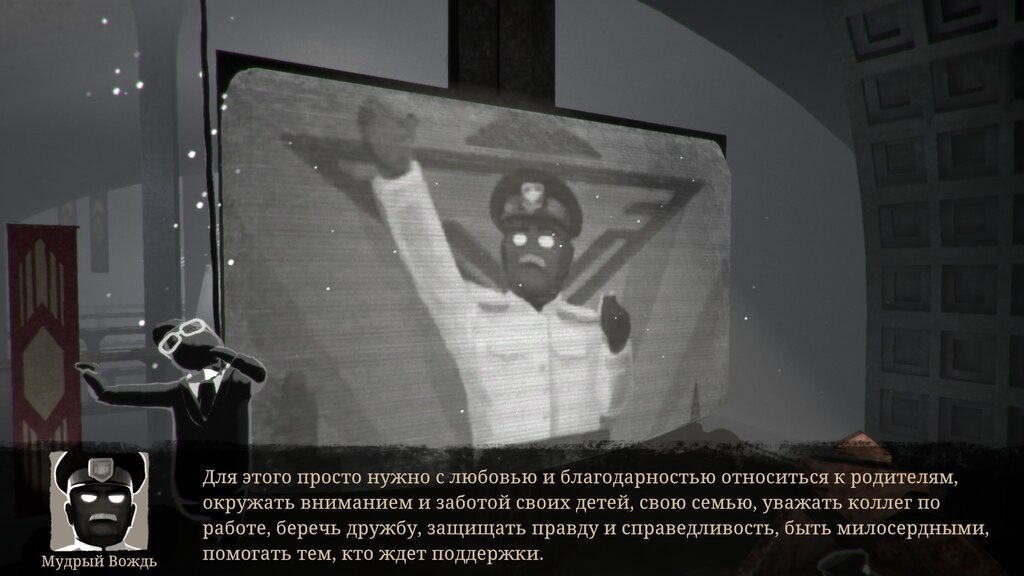 Для этого просто нужно с любовью и благодарностью относиться к родителям,
окружать вниманием и заботой своих детей, свою семью, уважать коллег по
работе, беречь дружбу, защищать правду и справедливость, быть милосердными,
помогать тем, кто ждет поддержки.
Мудрый Вождь